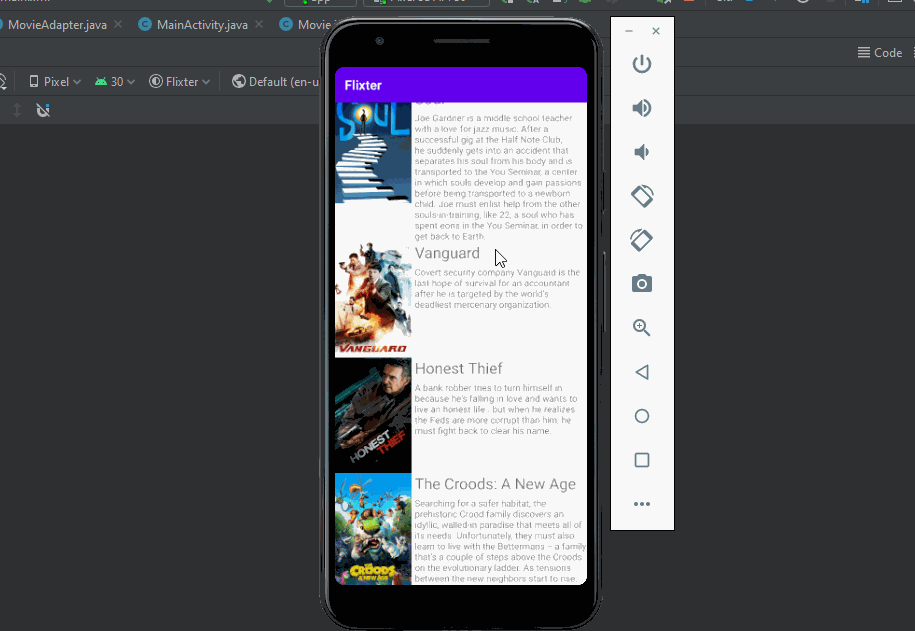 MovieAdapter.java
MainActivity.java
Movie
Code
Pixel
30
Flixter
Default (en-u
Flixter
SOUL
Joe Gardner is a middle school teacher
with a love for jazz music. After a
successful gig at the Half Note Club,
he suddenly gets into an accident that
separates his soul from his body and is
transported to the You Seminar, a center
in which souls develop and gain passions
before being transported to a newborn
child. Joe must enlist help from the other
souls-in-training, like 22, a soul who has
spent eons in the You Seminar, in order to
get back to Earth.
VANGUARD
Vanguard
Covert security company Vanguard is the
last hope of survival for an accountant
after he is targeted by the world's
deadliest mercenary organization.
HONEST
THIEF
Honest Thief
A bank robber tries to turn himself in
because he's falling in love and wants to
live an honest life...but when he realizes
the Feds are more corrupt than him, he
must fight back to clear his name.
THE
CROODS
A NEW AGE
The Croods: A New Age
Searching for a safer habitat, the
prehistoric Crood family discovers an
idyllic, walled-in paradise that meets all of
its needs. Unfortunately, they must also
learn to live with the Bettermans – a family
that's a couple of steps above the Croods
on the evolutionary ladder. As tensions
between the new neighbors start to rise,